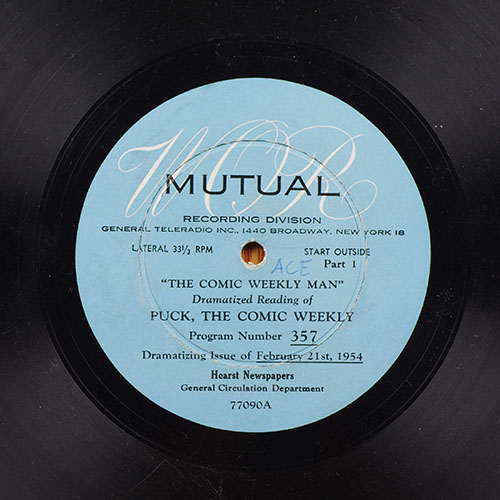 WOR
MUTUAL
RECORDING DIVISION
GENERAL TELERADIO INC., 1440 BROADWAY, NEW YORK 18
LATERAL 33⅓ RPM START OUTSIDE
ACE Part 1
"THE COMIC WEEKLY MAN"
Dramatized Reading of
PUCK, THE COMIC WEEKLY
Program Number 357
Dramatizing Issue of February 21st, 1954
Hearst Newspapers
General Circulation Department
77090A